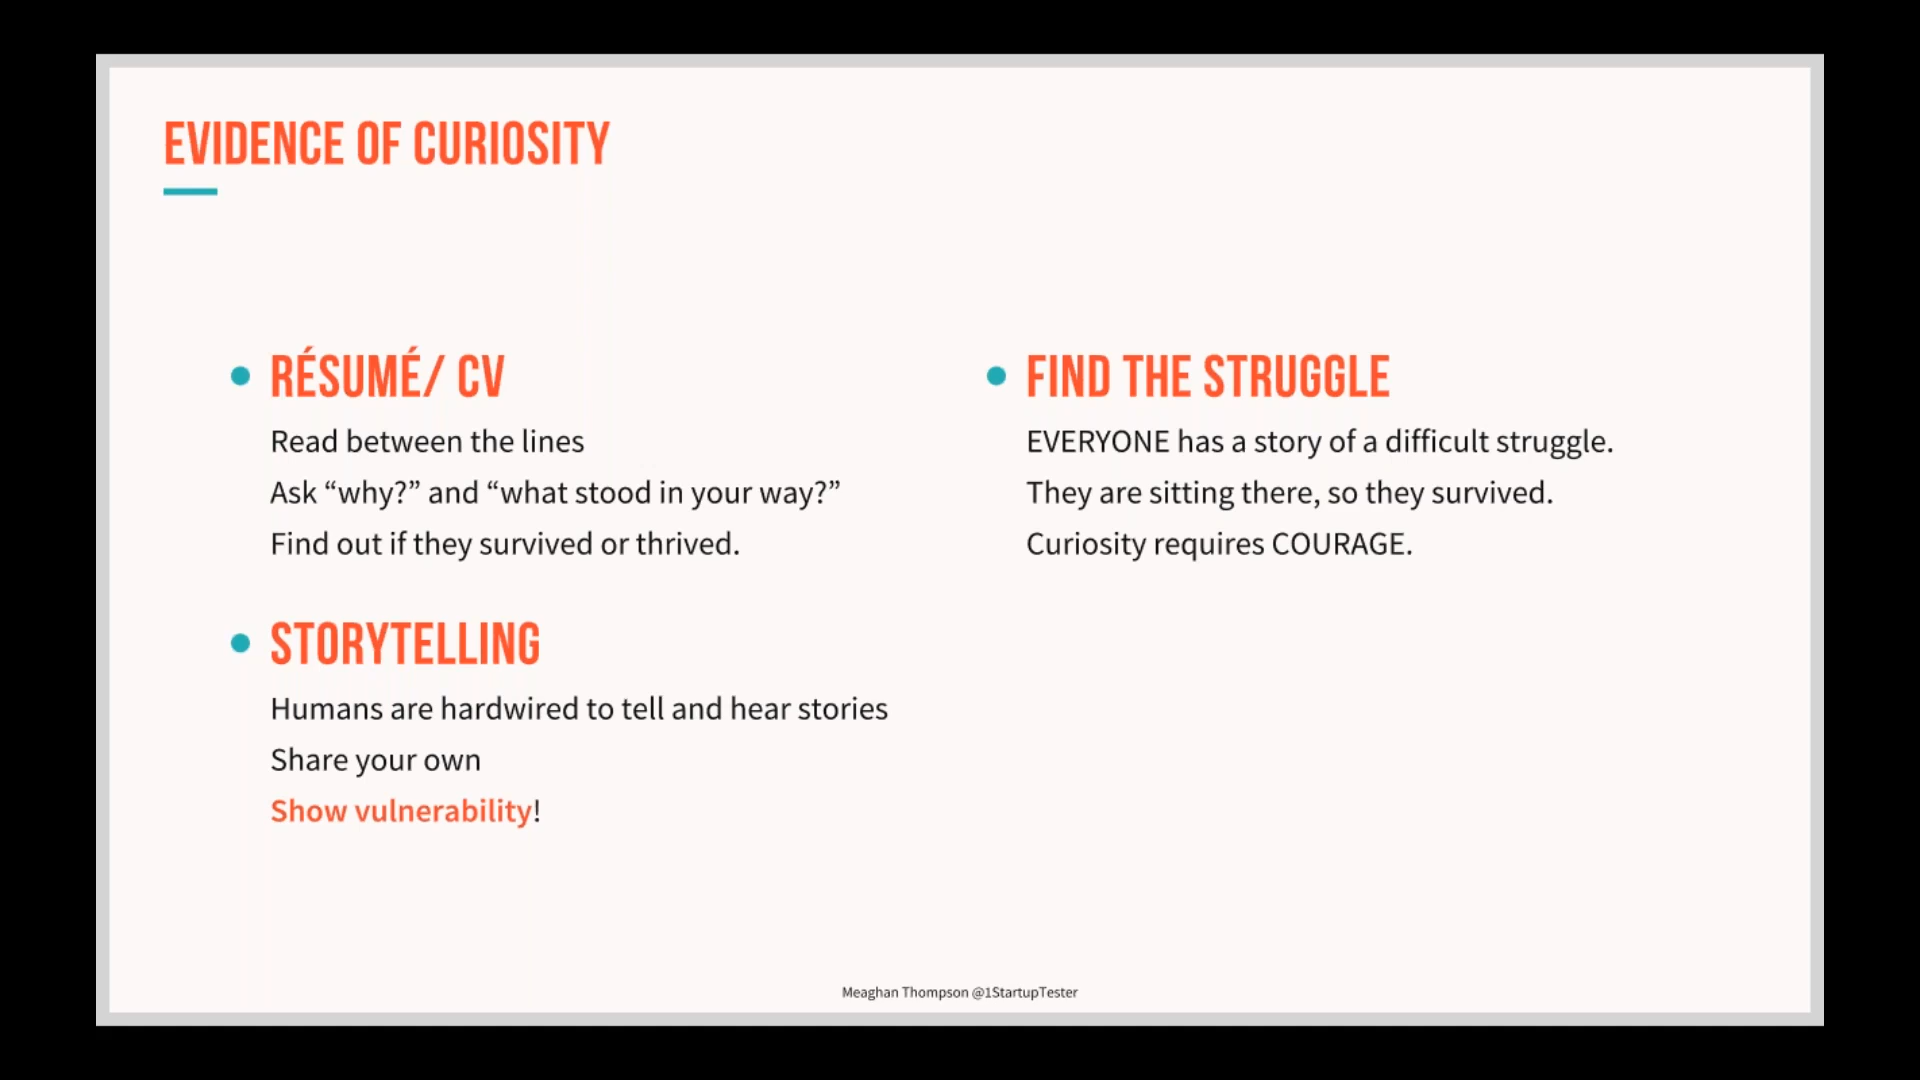 EVIDENCE OF CURIOSITY
RÉSUMÉ/ CV
Read between the lines
Ask “why?” and “what stood in your way?”
Find out if they survived or thrived.
STORYTELLING
Humans are hardwired to tell and hear stories
Share your own
Show vulnerability!
FIND THE STRUGGLE
EVERYONE has a story of a difficult struggle.
They are sitting there, so they survived.
Curiosity requires COURAGE.
Meaghan Thompson @1StartupTester